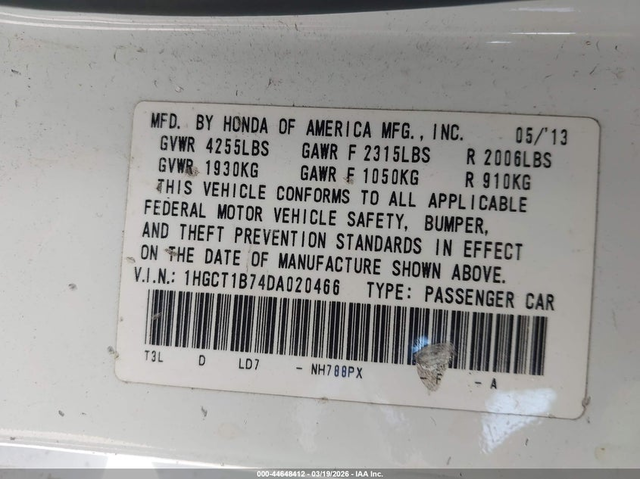 MFD. BY HONDA OF AMERICA MFG., INC. 05/'13
GVWR 4255LBS GAWR F 2315LBS R 2006LBS
GVWR 1930KG GAWR F 1050KG R 910KG
THIS VEHICLE CONFORMS TO ALL APPLICABLE
FEDERAL MOTOR VEHICLE SAFETY, BUMPER,
AND THEFT PREVENTION STANDARDS IN EFFECT
ON THE DATE OF MANUFACTURE SHOWN ABOVE.
V.I.N.: 1HGCT1B74DA020466 TYPE: PASSENGER CAR
T3L D LD7 - NH788PX - A
000-44648412 - 03/19/2026 - IAA Inc.